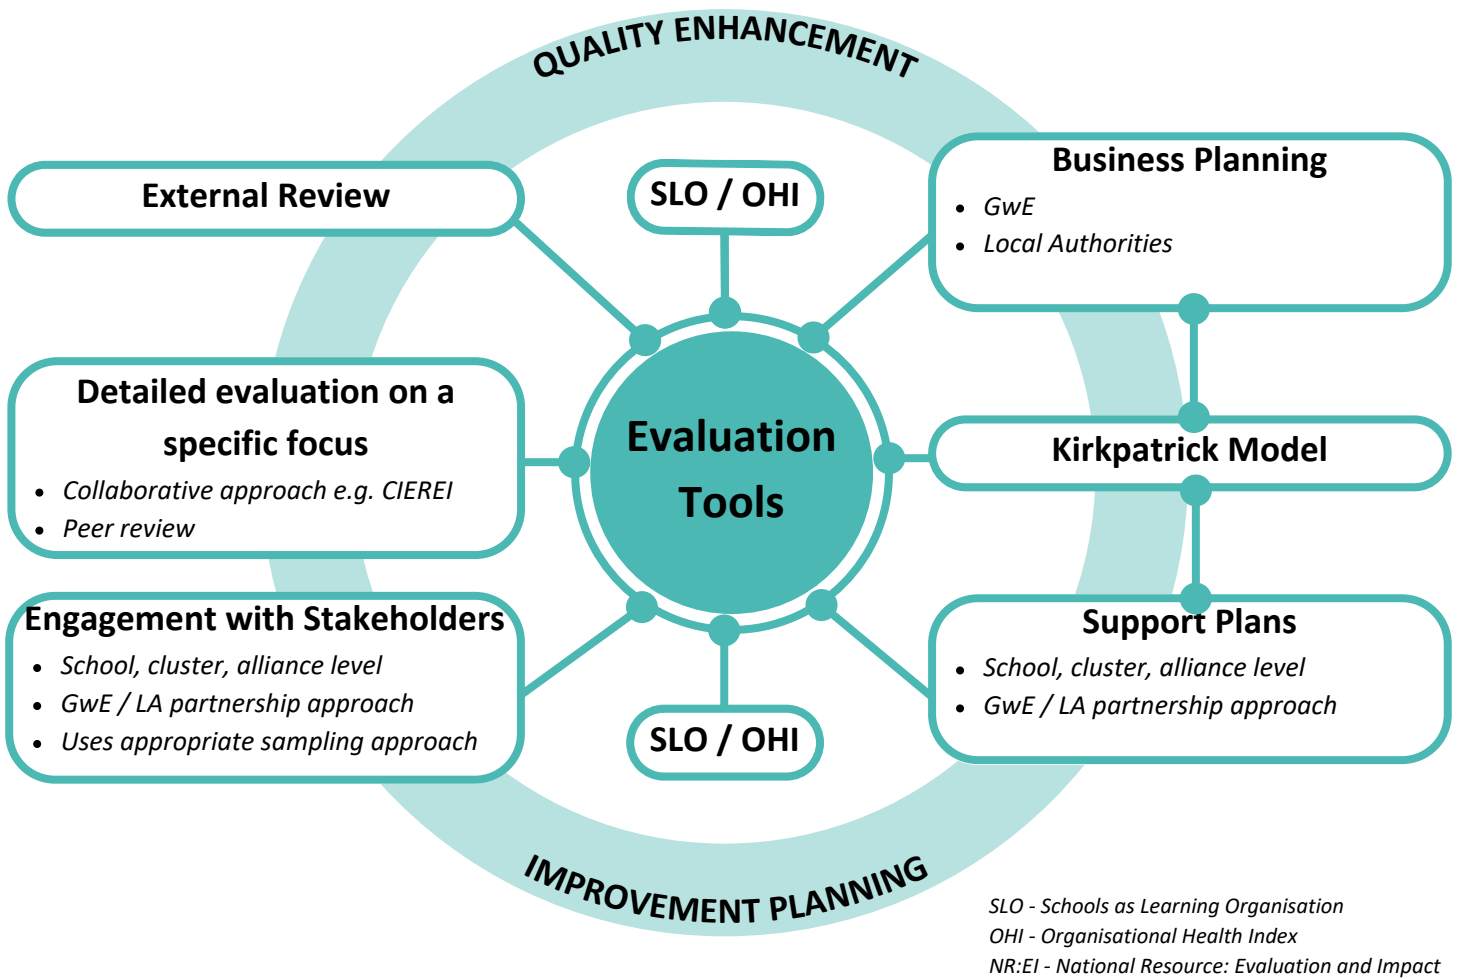 QUALITY ENHANCEMENT
External Review
SLO / OHI
Business Planning
• GwE
• Local Authorities
Detailed evaluation on a
specific focus
• Collaborative approach e.g. CIEREI
• Peer review
Evaluation
Tools
Kirkpatrick Model
Engagement with Stakeholders
• School, cluster, alliance level
• GwE / LA partnership approach
• Uses appropriate sampling approach
SLO / OHI
Support Plans
• School, cluster, alliance level
• GwE / LA partnership approach
IMPROVEMENT PLANNING
SLO - Schools as Learning Organisation
OHI - Organisational Health Index
NR:EI - National Resource: Evaluation and Impact